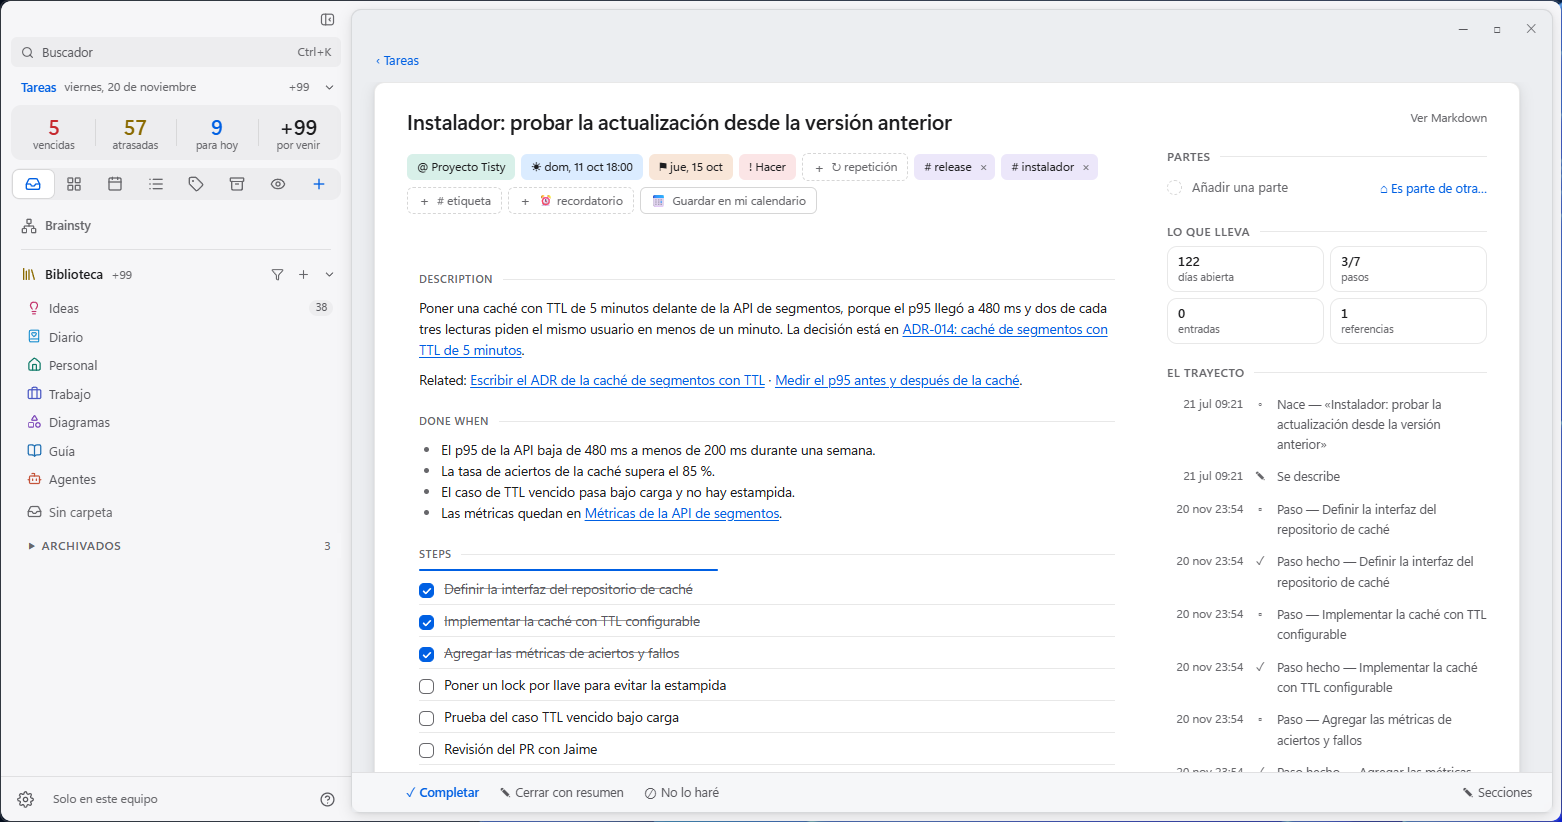 Buscador Ctrl+K
Tareas viernes, 20 de noviembre +99
5 57 9 +99
vencidas atrasadas para hoy por venir
Brainsty
Biblioteca +99
Ideas 38
Diario
Personal
Trabajo
Diagramas
Guía
Agentes
Sin carpeta
ARCHIVADOS 3
Solo en este equipo
‹ Tareas
Instalador: probar la actualización desde la versión anterior
Ver Markdown
@ Proyecto Tisty dom, 11 oct 18:00 jue, 15 oct ! Hacer + ↻ repetición # release × # instalador ×
+ # etiqueta + recordatorio Guardar en mi calendario
DESCRIPTION
Poner una caché con TTL de 5 minutos delante de la API de segmentos, porque el p95 llegó a 480 ms y dos de cada
tres lecturas piden el mismo usuario en menos de un minuto. La decisión está en ADR-014: caché de segmentos con
TTL de 5 minutos.
Related: Escribir el ADR de la caché de segmentos con TTL · Medir el p95 antes y después de la caché.
DONE WHEN
• El p95 de la API baja de 480 ms a menos de 200 ms durante una semana.
• La tasa de aciertos de la caché supera el 85 %.
• El caso de TTL vencido pasa bajo carga y no hay estampida.
• Las métricas quedan en Métricas de la API de segmentos.
STEPS
Definir la interfaz del repositorio de caché
Implementar la caché con TTL configurable
Agregar las métricas de aciertos y fallos
Poner un lock por llave para evitar la estampida
Prueba del caso TTL vencido bajo carga
Revisión del PR con Jaime
PARTES
Añadir una parte Es parte de otra...
LO QUE LLEVA
122 3/7
días abierta pasos
0 1
entradas referencias
EL TRAYECTO
21 jul 09:21 Nace — «Instalador: probar la
actualización desde la versión
anterior»
21 jul 09:21 Se describe
20 nov 23:54 Paso — Definir la interfaz del
repositorio de caché
20 nov 23:54 ✓ Paso hecho — Definir la interfaz del
repositorio de caché
20 nov 23:54 Paso — Implementar la caché con TTL
configurable
20 nov 23:54 ✓ Paso hecho — Implementar la caché
con TTL configurable
20 nov 23:54 Paso — Agregar las métricas de
aciertos y fallos
20 nov 23:54 ✓ Paso hecho — Agregar las métricas
✓ Completar Cerrar con resumen No lo haré Secciones